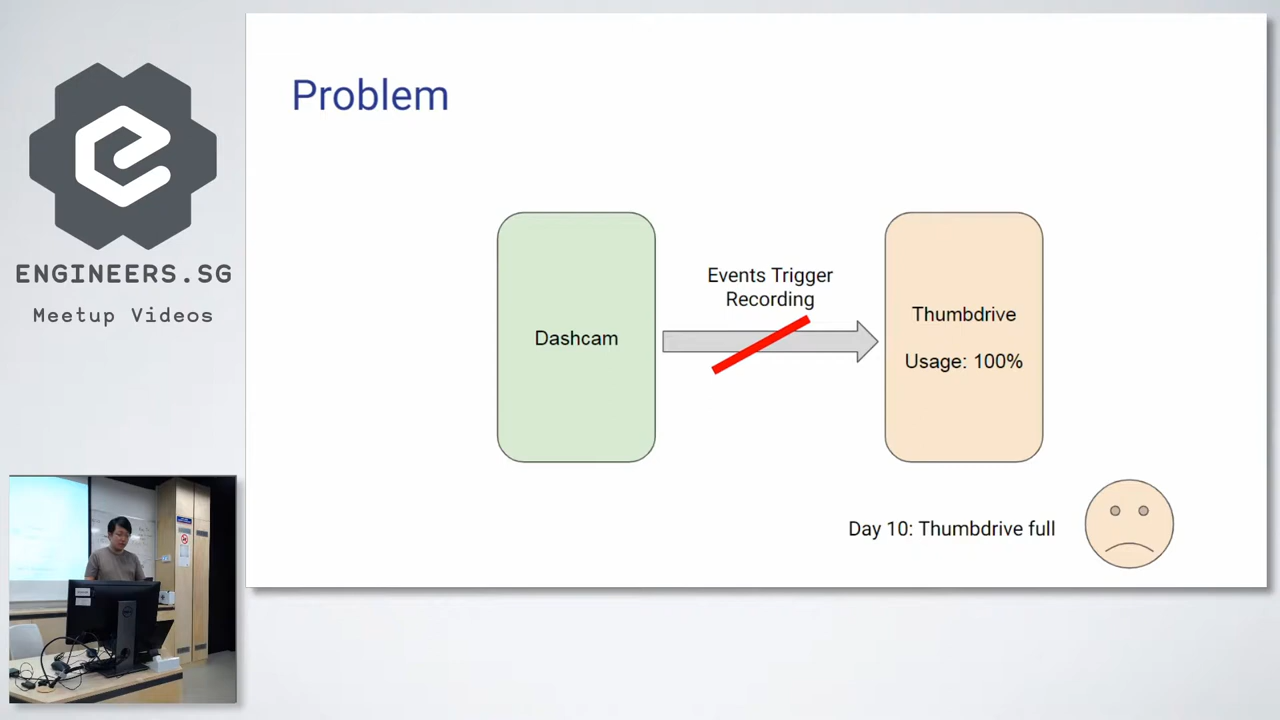 ENGINEERS.SG
Meetup Videos
Problem
Events Trigger
Recording
Dashcam
Thumbdrive
Usage: 100%
Day 10: Thumbdrive full